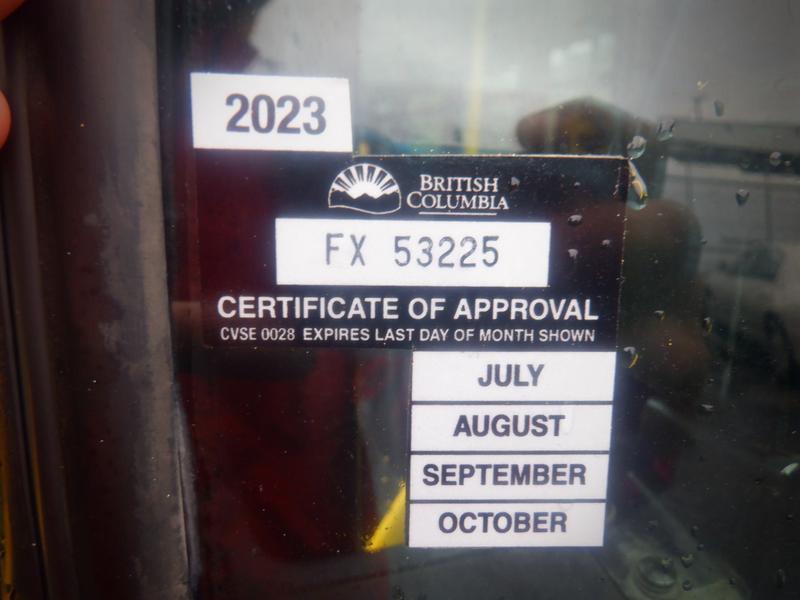 2023
BRITISH
COLUMBIA
FX 53225
CERTIFICATE OF APPROVAL
CVSE 0028 EXPIRES LAST DAY OF MONTH SHOWN
JULY
AUGUST
SEPTEMBER
OCTOBER